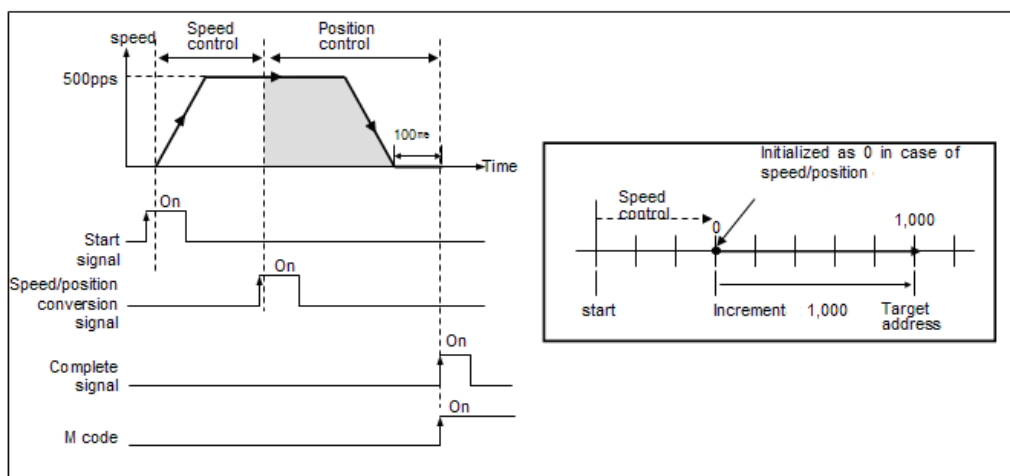 Speed
control
Position
control
speed
500pps
100ms
Time
On
Start
signal
On
Speed/position
conversion
signal
On
Complete
signal
On
M code
Initialized as 0 in case of
speed/position
Speed
control
0
1,000
start
Increment 1,000
Target
address